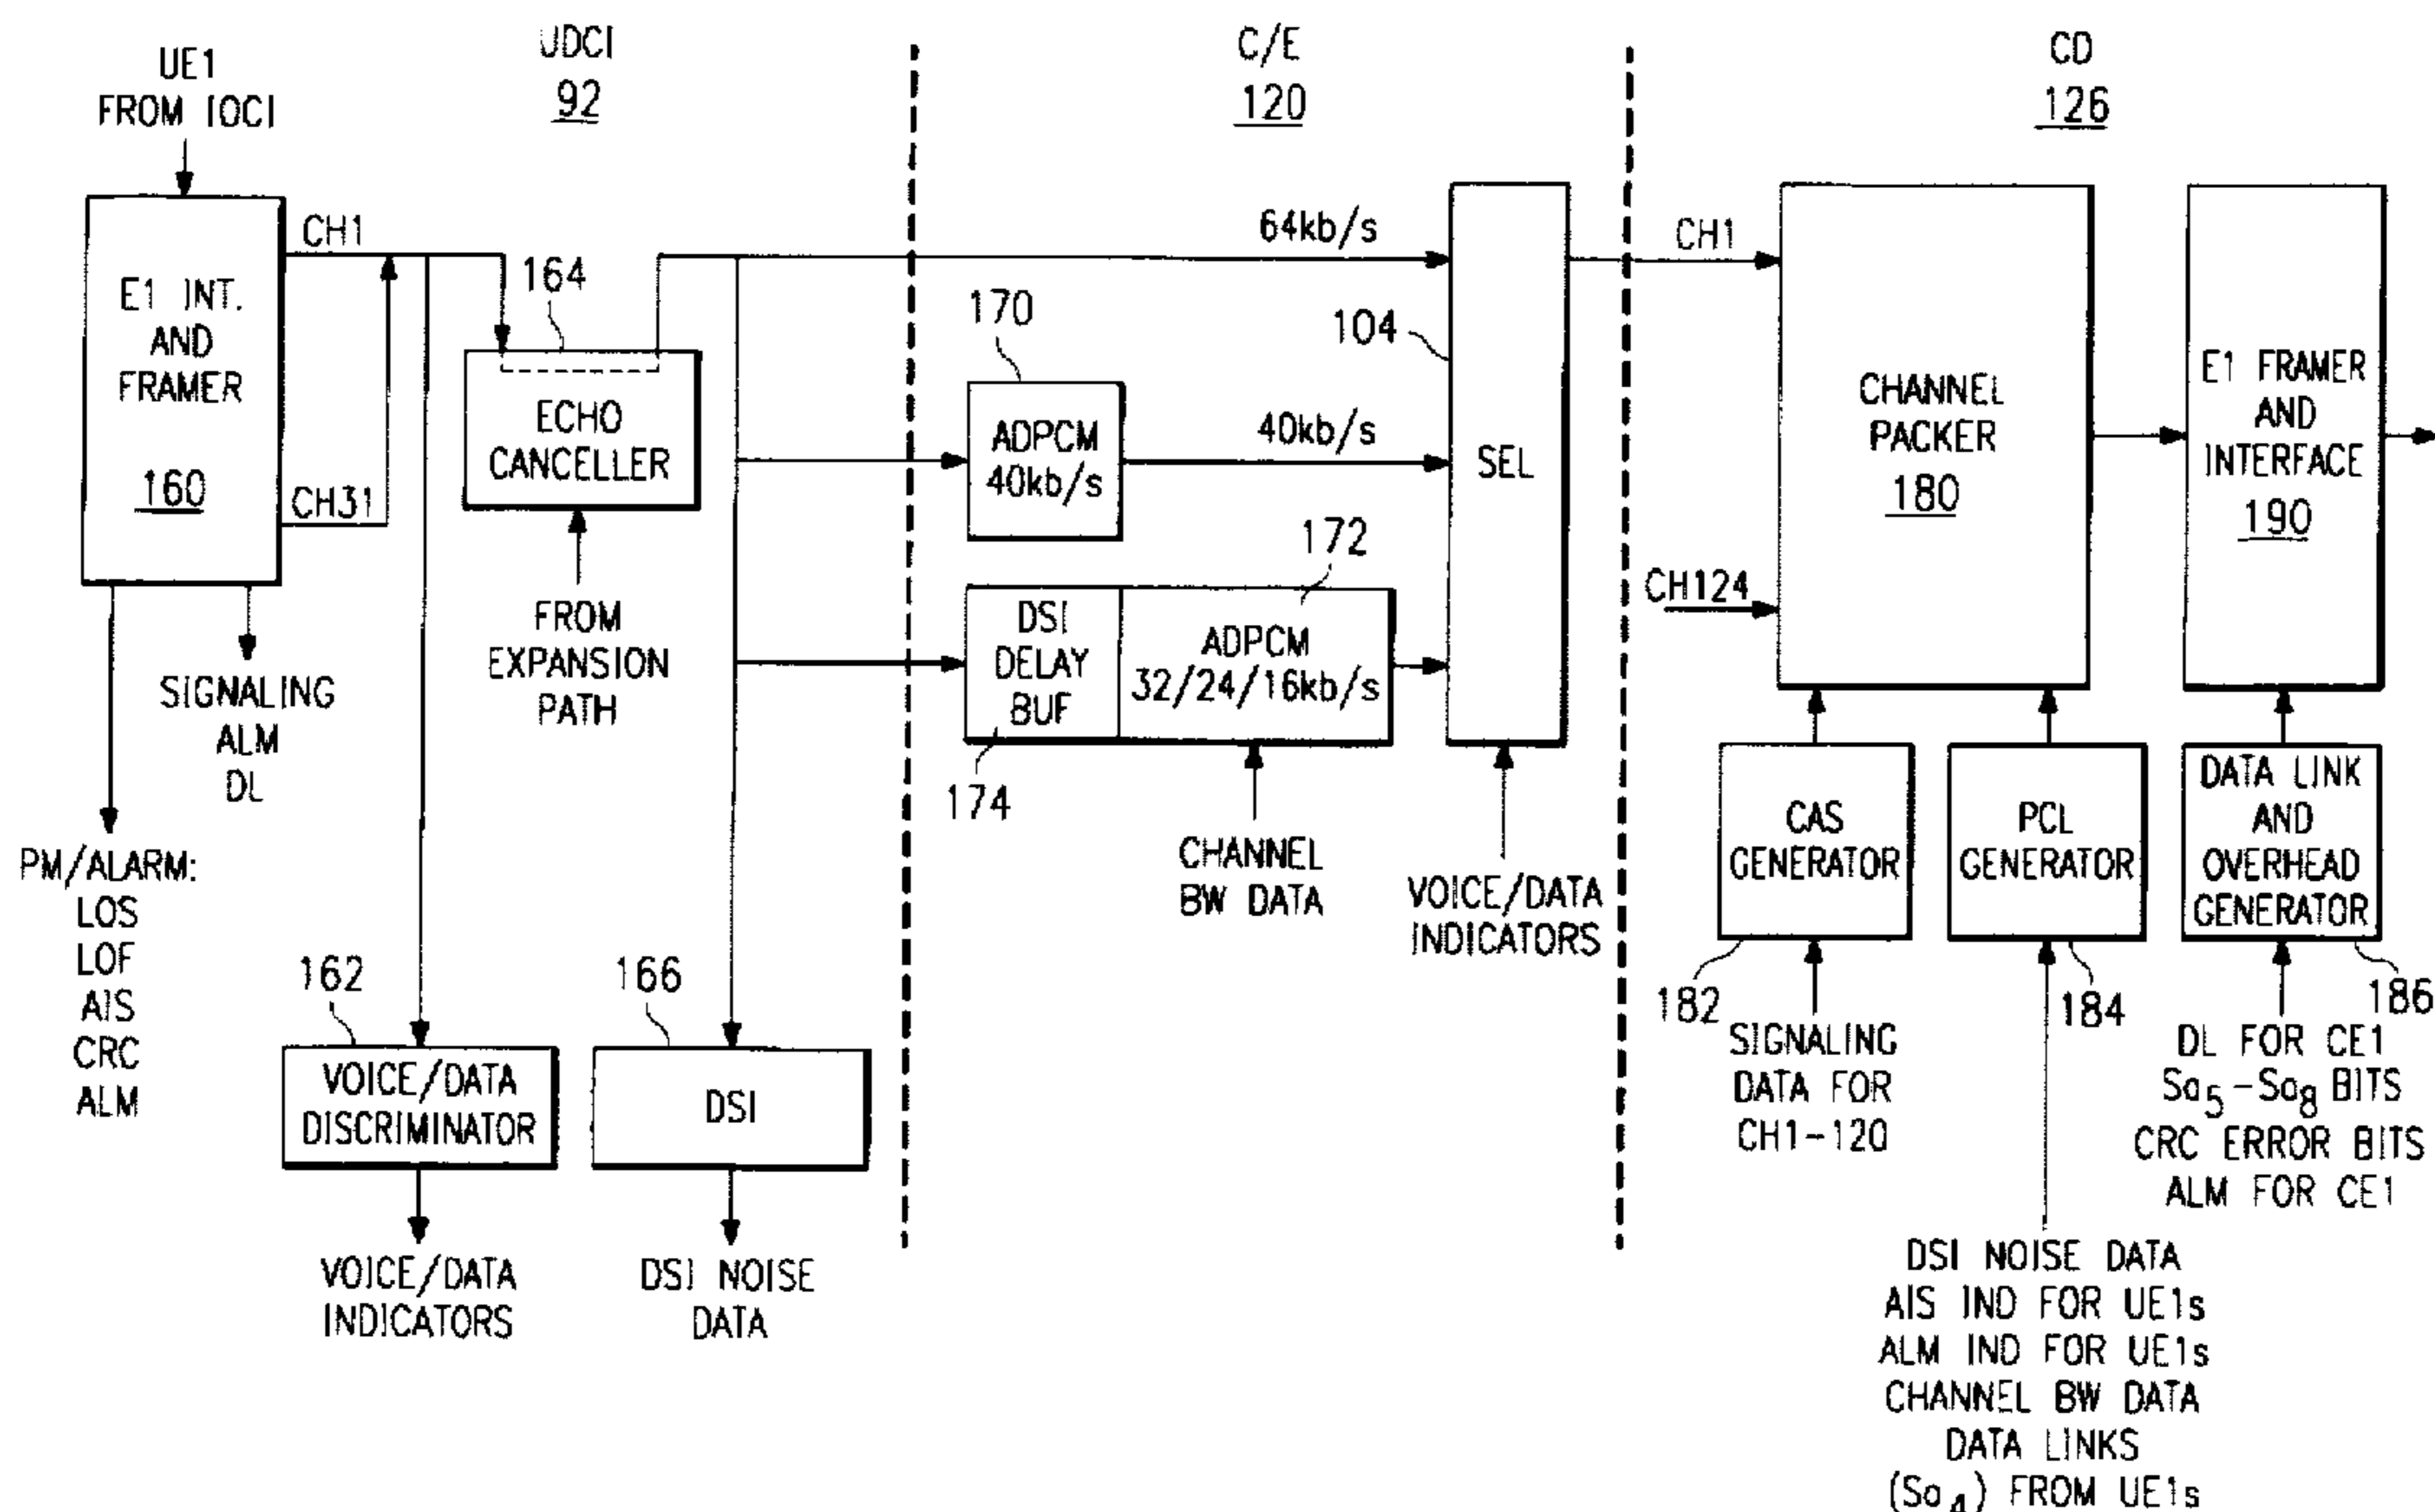 UE1
FROM IOCI
UDCI
92
C/E
120
CD
126
E1 INT.
AND
FRAMER
160
CH1
CH31
164
ECHO
CANCELLER
FROM
EXPANSION
PATH
SIGNALING
ALM
DL
PM/ALARM:
LOS
LOF
AIS
CRC
ALM
162
VOICE/DATA
DISCRIMINATOR
VOICE/DATA
INDICATORS
166
DSI
DSI NOISE
DATA
64kb/s
170
ADPCM
40kb/s
40kb/s
172
DSI
DELAY
BUF
174
ADPCM
32/24/16kb/s
CHANNEL
BW DATA
104
SEL
VOICE/DATA
INDICATORS
CH1
CH124
CHANNEL
PACKER
180
E1 FRAMER
AND
INTERFACE
190
CAS
GENERATOR
182
SIGNALING
DATA FOR
CH1-120
PCL
GENERATOR
184
DSI NOISE DATA
AIS IND FOR UE1s
ALM IND FOR UE1s
CHANNEL BW DATA
DATA LINKS
(Sa4) FROM UE1s
DATA LINK
AND
OVERHEAD
GENERATOR
186
DL FOR CE1
Sa5-Sa8 BITS
CRC ERROR BITS
ALM FOR CE1